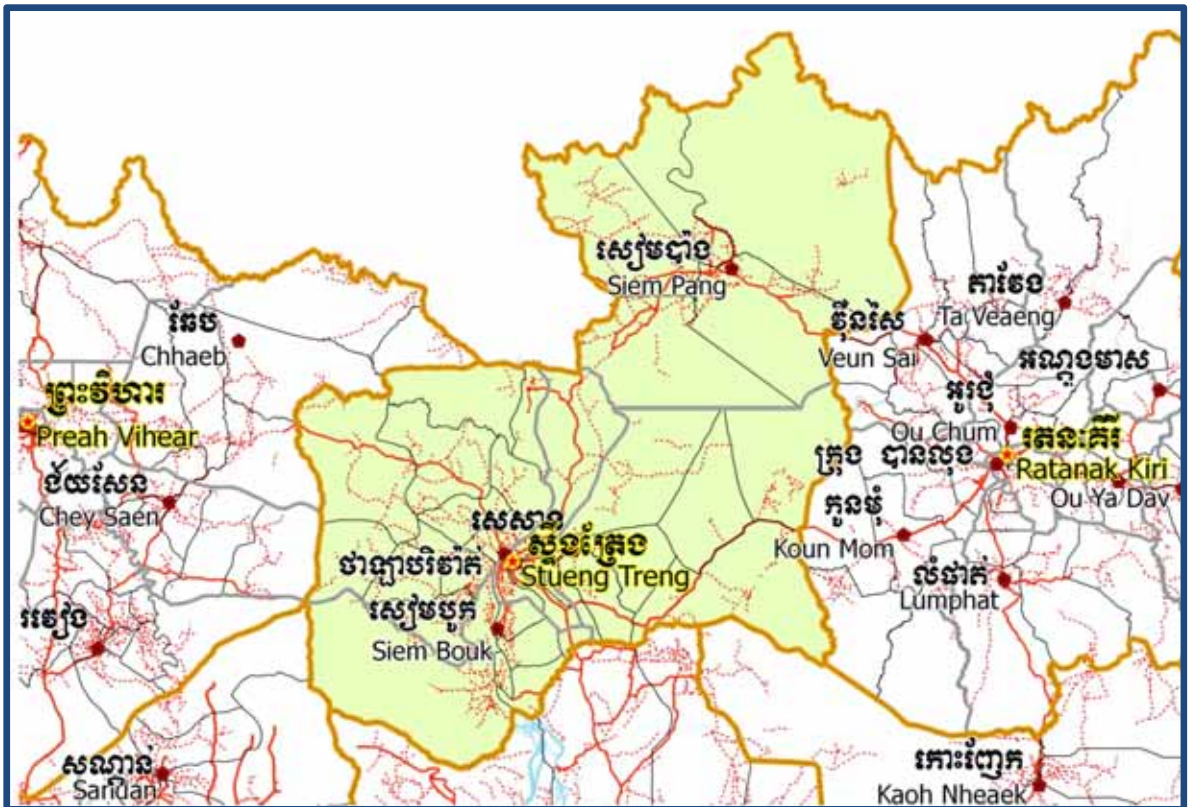 សៀមប៉ាង
Siem Pang
តាវែង
Ta Veaeng
ឆែប
Chhaeb
វ៉ឺនសៃ
Veun Sai
អណ្តូងមាស
ព្រះវិហារ
Preah Vihear
អូរជុំ
Ou Chum
រតនៈគិរី
Ratanak Kiri
ក្រុង បានលុង
Ou Ya Dav
ជ័យសែន
Chey Saen
កូនមុំ
Koun Mom
សេសាន
ស្ទឹងត្រែង
Stueng Treng
ថាឡាបរិវ៉ាត់
លំផាត់
Lumphat
សៀមបូក
Siem Bouk
រវៀង
សណ្តាន់
Sandan
កោះញែក
Kaoh Nheaek